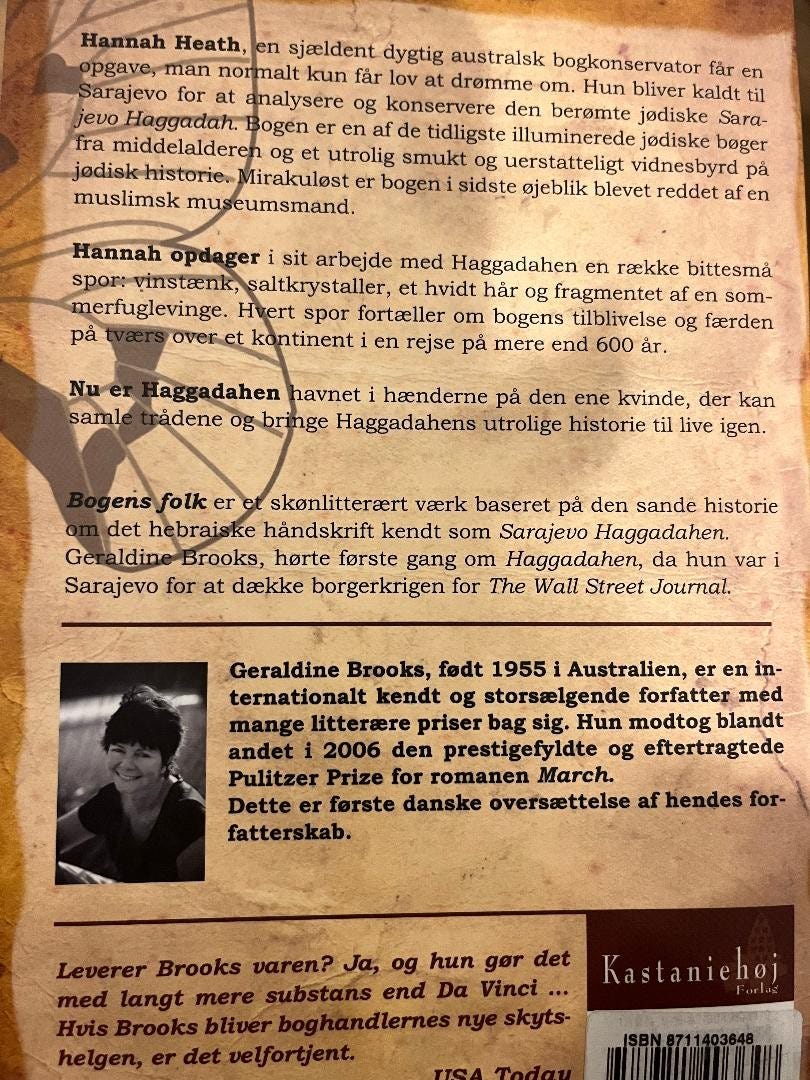 Hannah Heath, en sjældent dygtig australsk bogkonservator får en
opgave, man normalt kun får lov at drømme om. Hun bliver kaldt til
Sarajevo for at analysere og konservere den berømte jødiske Sara-
jevo Haggadah. Bogen er en af de tidligste illuminerede jødiske bøger
fra middelalderen og et utrolig smukt og uerstatteligt vidnesbyrd på
jødisk historie. Mirakuløst er bogen i sidste øjeblik blevet reddet af en
muslimsk museumsmand.
Hannah opdager i sit arbejde med Haggadahen en række bittesmå
spor: vinstænk, saltkrystaller, et hvidt hår og fragmentet af en som-
merfuglevinge. Hvert spor fortæller om bogens tilblivelse og færden
på tværs over et kontinent i en rejse på mere end 600 år.
Nu er Haggadahen havnet i hænderne på den ene kvinde, der kan
samle trådene og bringe Haggadahens utrolige historie til live igen.
Bogens folk er et skønlitterært værk baseret på den sande historie
om det hebraiske håndskrift kendt som Sarajevo Haggadahen.
Geraldine Brooks, hørte første gang om Haggadahen, da hun var i
Sarajevo for at dække borgerkrigen for The Wall Street Journal.
Geraldine Brooks, født 1955 i Australien, er en in-
ternationalt kendt og storsælgende forfatter med
mange litterære priser bag sig. Hun modtog blandt
andet i 2006 den prestigefyldte og eftertragtede
Pulitzer Prize for romanen March.
Dette er første danske oversættelse af hendes for-
fatterskab.
Leverer Brooks varen? Ja, og hun gør det
med langt mere substans end Da Vinci ...
Hvis Brooks bliver boghandlernes nye skyts-
helgen, er det velfortjent.
USA Today
Kastaniehøj
Forlag
ISBN 8711403648